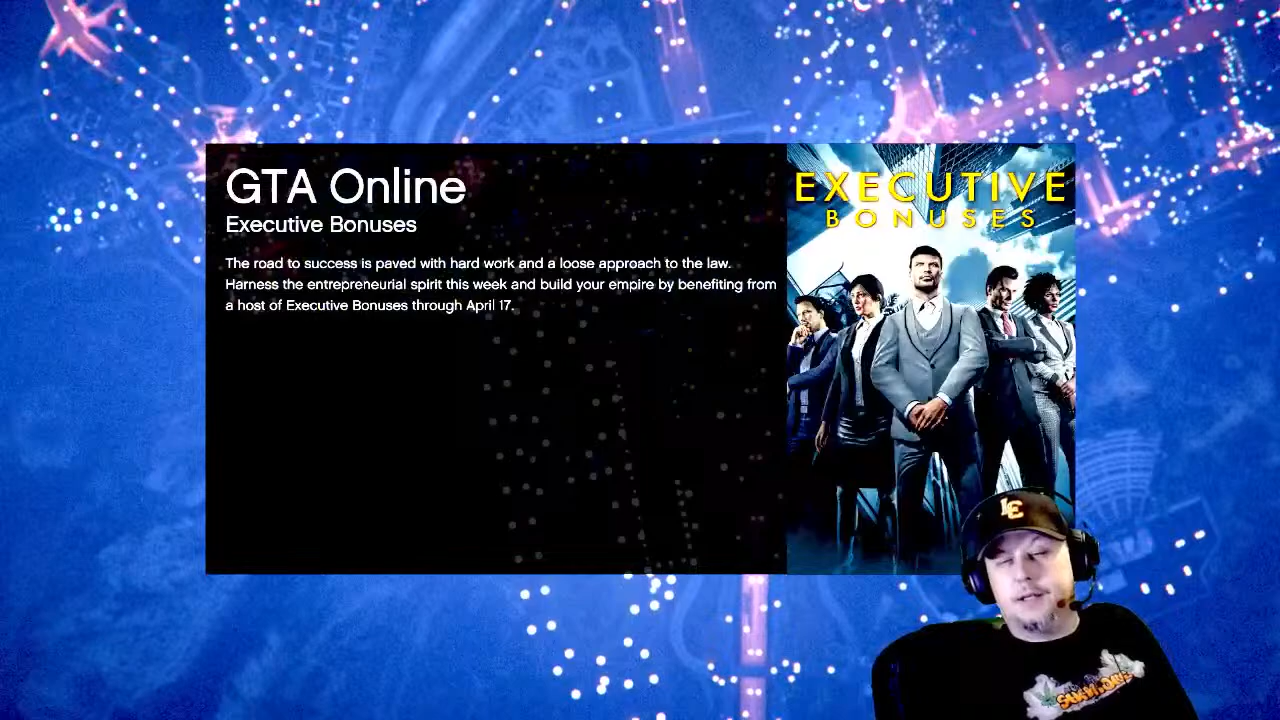 GTA Online
Executive Bonuses
The road to success is paved with hard work and a loose approach to the law.
Harness the entrepreneurial spirit this week and build your empire by benefiting from
a host of Executive Bonuses through April 17.
EXECUTIVE
BONUSES
LC